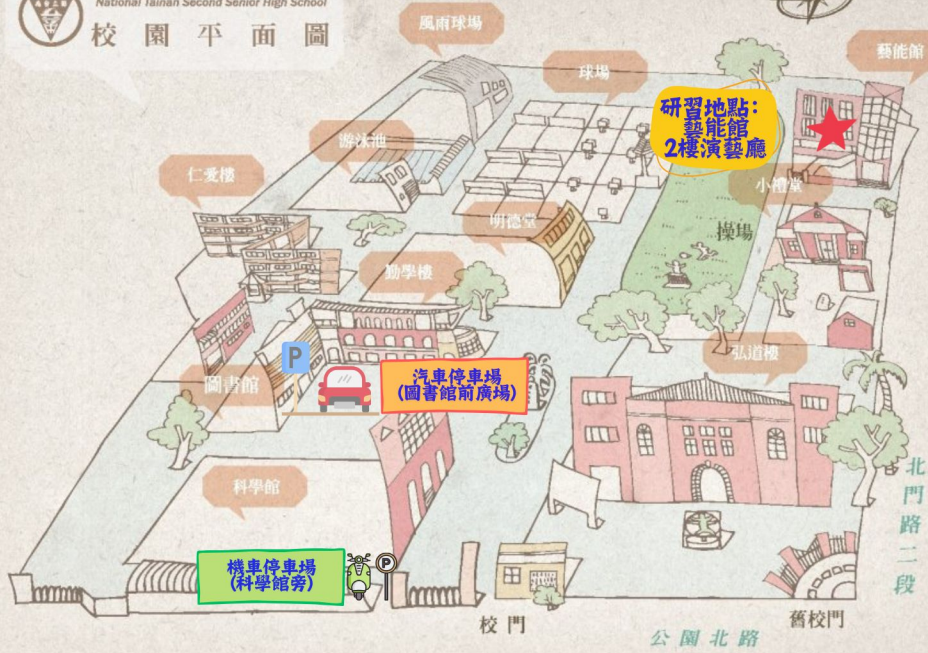 National Tainan Second Senior High School
校園平面圖
風雨球場
藝能館
球場
研習地點：
藝能館
2樓演藝廳
游泳池
仁愛樓
小禮堂
明德堂
操場
勤學樓
弘道樓
P
圖書館
汽車停車場
(圖書館前廣場)
科學館
北門路二段
機車停車場
(科學館旁)
P
校門
舊校門
公園北路